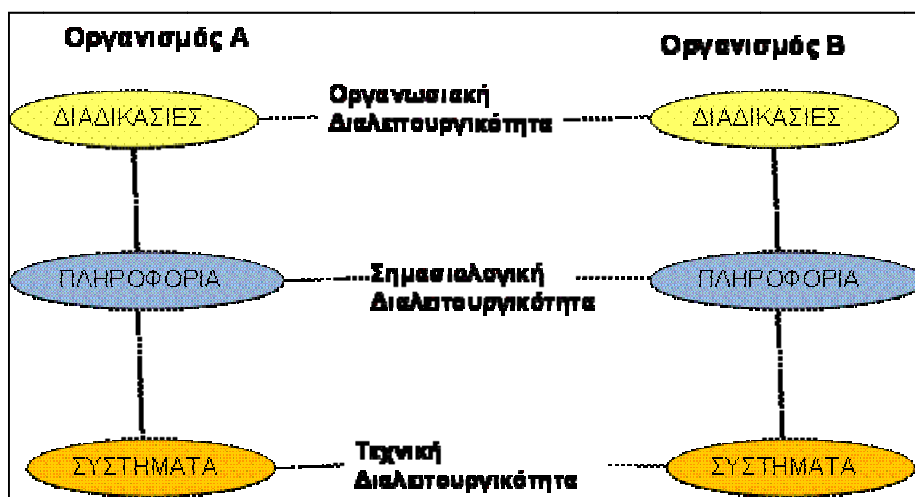 Οργανισμός Α
Οργανισμός Β
ΔΙΑΔΙΚΑΣΙΕΣ
Οργανωσιακή
Διαλειτουργικότητα
ΔΙΑΔΙΚΑΣΙΕΣ
ΠΛΗΡΟΦΟΡΙΑ
Σημασιολογική
Διαλειτουργικότητα
ΠΛΗΡΟΦΟΡΙΑ
ΣΥΣΤΗΜΑΤΑ
Τεχνική
Διαλειτουργικότητα
ΣΥΣΤΗΜΑΤΑ